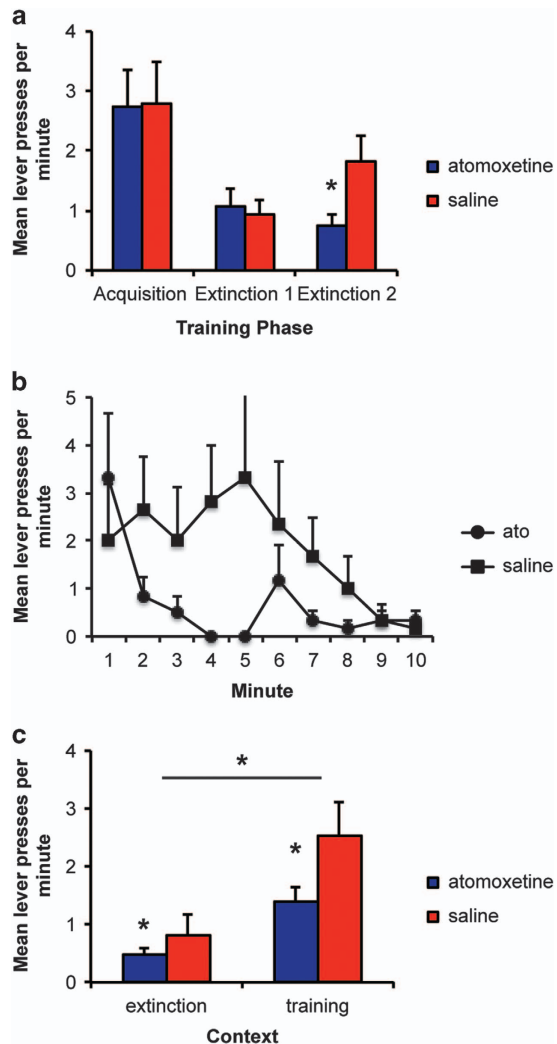 a
Mean lever presses per
minute
4
3
2
1
0
*
atomoxetine
saline
Acquisition Extinction 1 Extinction 2
Training Phase
b
Mean lever presses per
minute
5
4
3
2
1
0
ato
saline
1 2 3 4 5 6 7 8 9 10
Minute
c
Mean lever presses per
minute
4
3
2
1
0
*
*
*
atomoxetine
saline
extinction training
Context